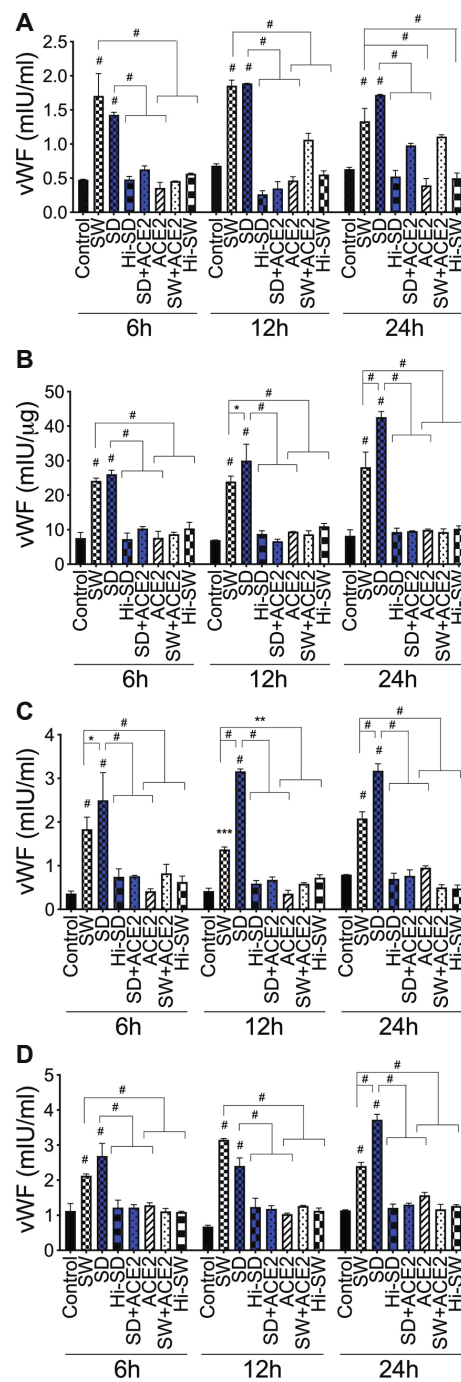 A
#
# # #
# # #
# # # # # #
vWF (mIU/ml)
2.5
2.0
1.5
1.0
0.5
0.0
Control SW SD Hi-SD SD+ACE2 ACE2 SW+ACE2 Hi-SW Control SW SD Hi-SD SD+ACE2 ACE2 SW+ACE2 Hi-SW Control SW SD Hi-SD SD+ACE2 ACE2 SW+ACE2 Hi-SW
6h 12h 24h
B
# # #
# * # # #
# # # # # #
vWF (mIU/µg)
50
40
30
20
10
0
Control SW SD Hi-SD SD+ACE2 ACE2 SW+ACE2 Hi-SW Control SW SD Hi-SD SD+ACE2 ACE2 SW+ACE2 Hi-SW Control SW SD Hi-SD SD+ACE2 ACE2 SW+ACE2 Hi-SW
6h 12h 24h
C
# ** #
* # # # # #
# # *** # # #
vWF (mIU/ml)
4
3
2
1
0
Control SW SD Hi-SD SD+ACE2 ACE2 SW+ACE2 Hi-SW Control SW SD Hi-SD SD+ACE2 ACE2 SW+ACE2 Hi-SW Control SW SD Hi-SD SD+ACE2 ACE2 SW+ACE2 Hi-SW
6h 12h 24h
D
# # #
# # # #
# # # # # #
vWF (mIU/ml)
5
4
3
2
1
0
Control SW SD Hi-SD SD+ACE2 ACE2 SW+ACE2 Hi-SW Control SW SD Hi-SD SD+ACE2 ACE2 SW+ACE2 Hi-SW Control SW SD Hi-SD SD+ACE2 ACE2 SW+ACE2 Hi-SW
6h 12h 24h